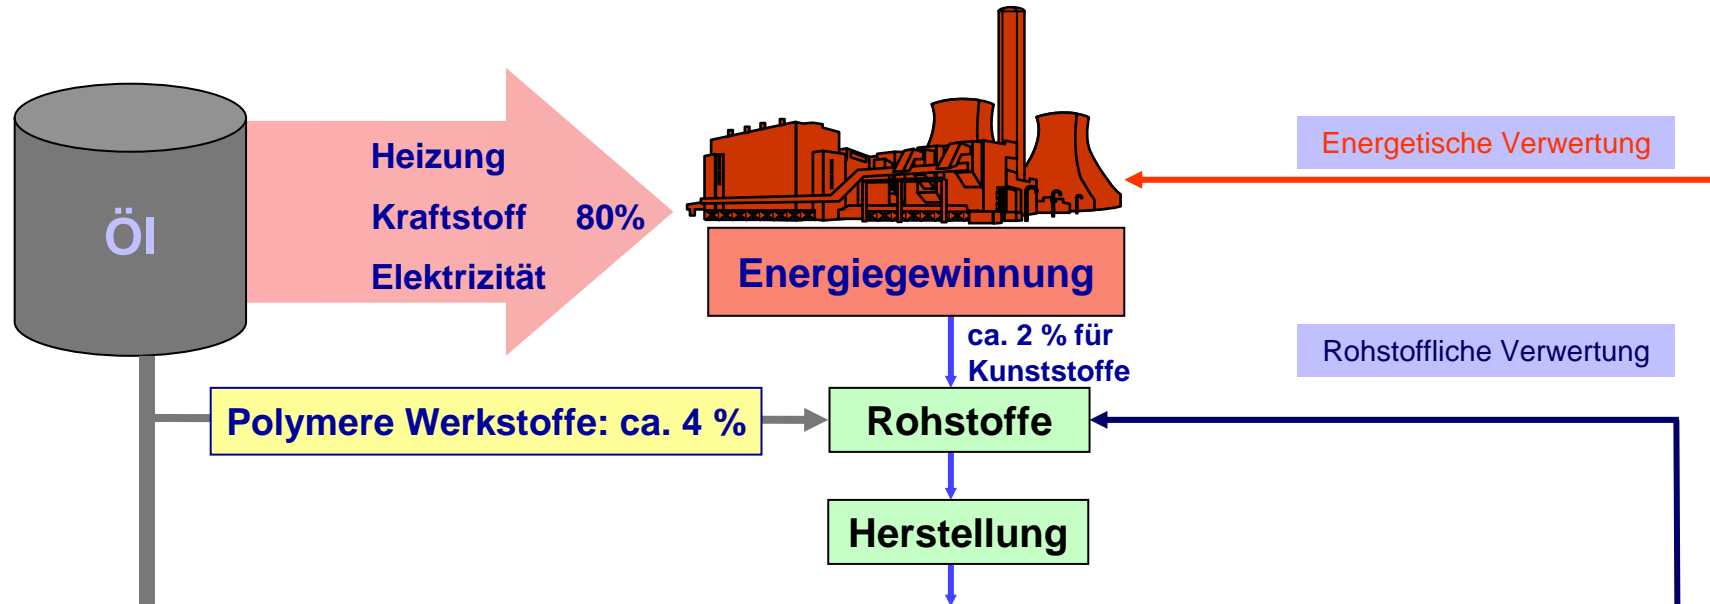 Öl
Heizung
Kraftstoff 80%
Elektrizität
Energiegewinnung
ca. 2 % für
Kunststoffe
Polymere Werkstoffe: ca. 4 %
Rohstoffe
Herstellung
Energetische Verwertung
Rohstoffliche Verwertung